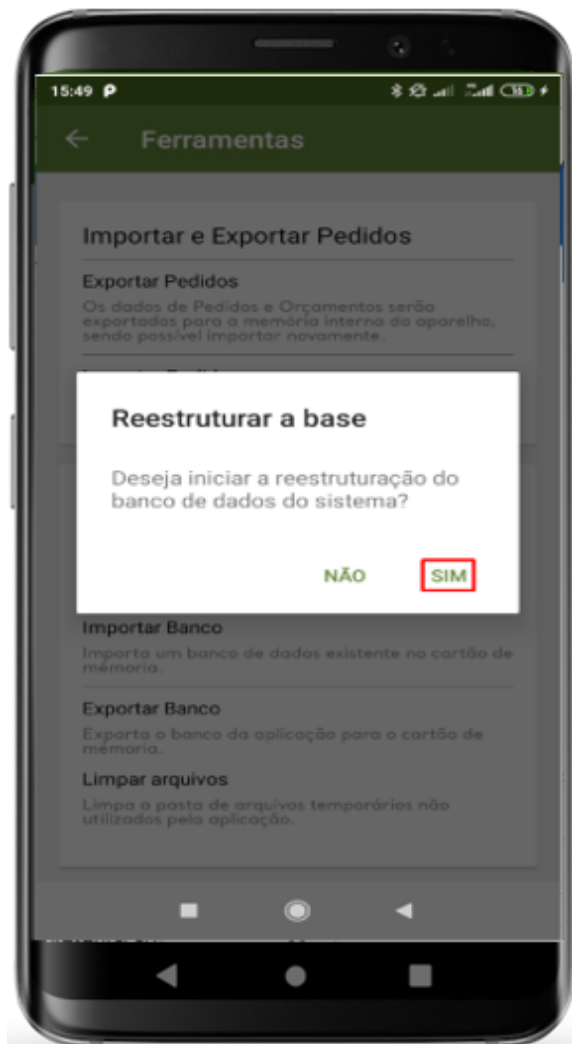 15:49
Ferramentas
Importar e Exportar Pedidos
Exportar Pedidos
Os dados de Pedidos e Orçamentos serão
exportados para a memória interna do aparelho,
sendo possível importar novamente.
Reestruturar a base
Deseja iniciar a reestruturação do
banco de dados do sistema?
NÃO SIM
Importar Banco
Importa um banco de dados existente no cartão de
mémoria.
Exportar Banco
Exporta o banco da aplicação para o cartão de
mémoria.
Limpar arquivos
Limpa a pasta de arquivos temporários não
utilizados pela aplicação.